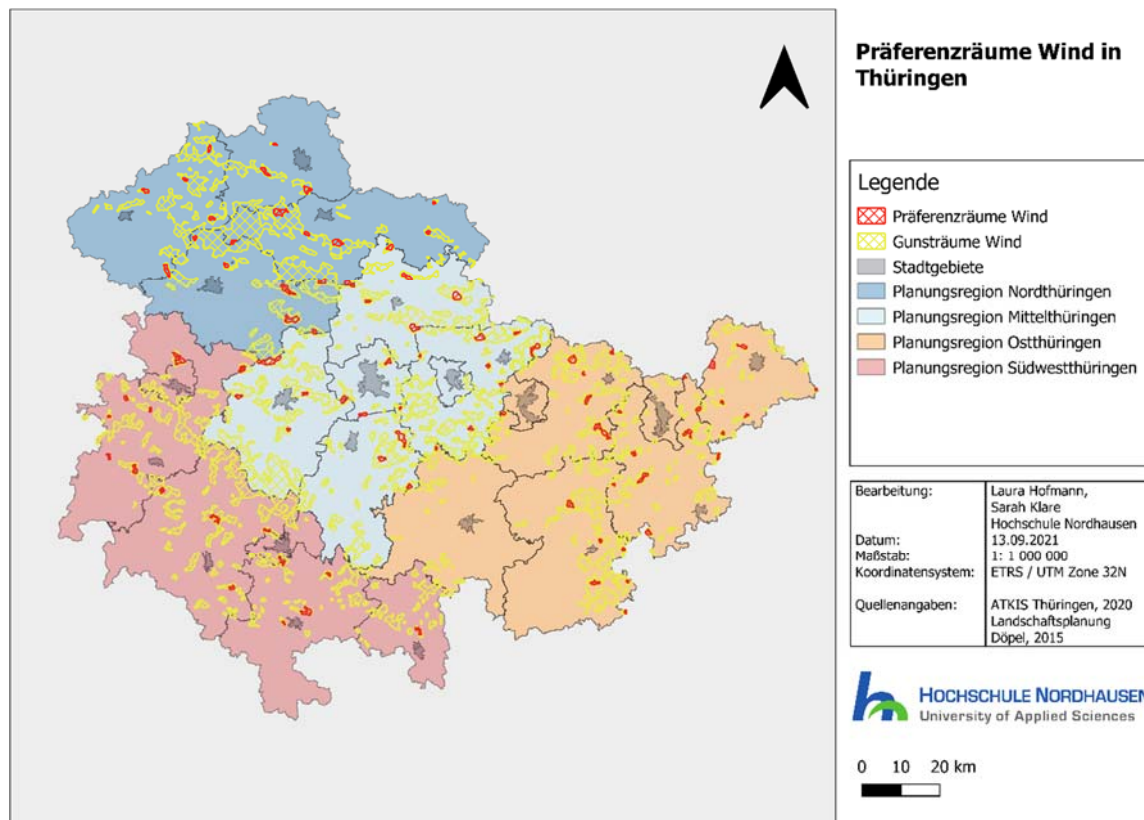 Präferenzräume Wind in
Thüringen
Legende
Präferenzräume Wind
Gunsträume Wind
Stadtgebiete
Planungsregion Nordthüringen
Planungsregion Mittelthüringen
Planungsregion Ostthüringen
Planungsregion Südwestthüringen
Bearbeitung: Laura Hofmann,
Sarah Klare
Hochschule Nordhausen
Datum: 13.09.2021
Maßstab: 1: 1 000 000
Koordinatensystem: ETRS / UTM Zone 32N
Quellenangaben: ATKIS Thüringen, 2020
Landschaftsplanung
Döpel, 2015
HOCHSCHULE NORDHAUSEN
University of Applied Sciences
0 10 20 km